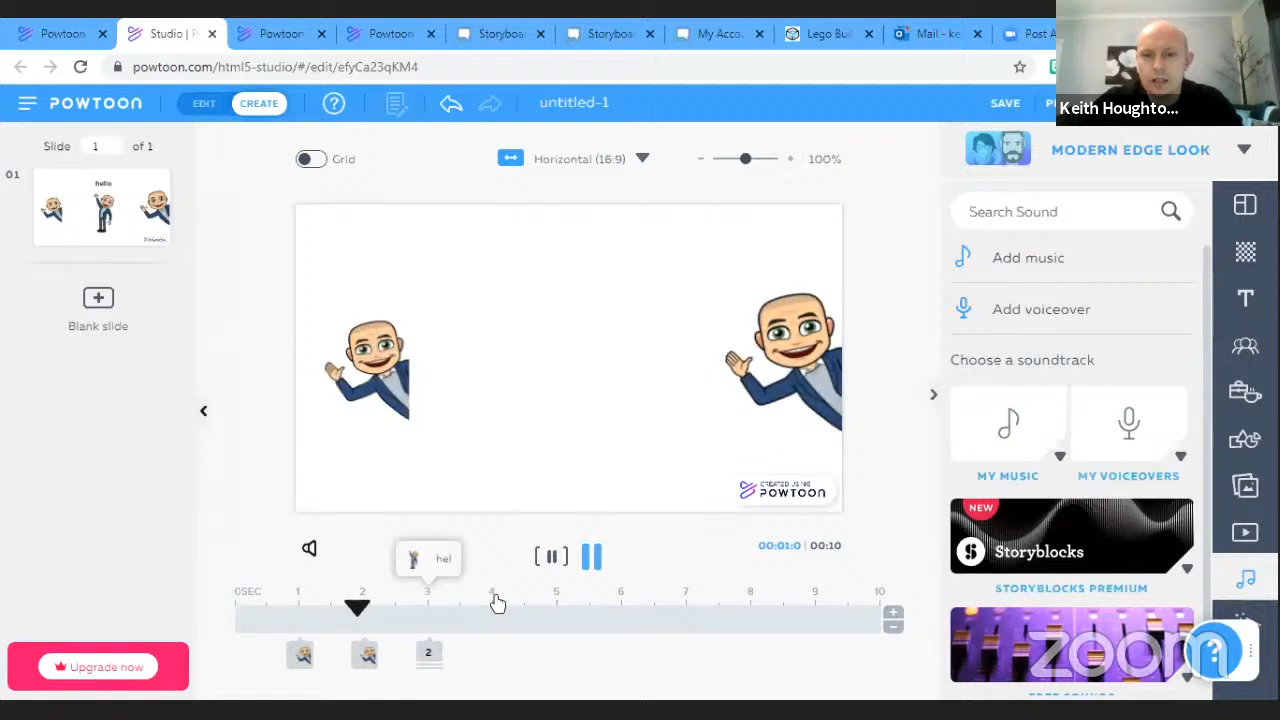 Powtoon
Studio | P
Powtoon
Powtoon
Storyboa
Storyboa
My Acco
Lego Buil
Mail - ke
Post A
powtoon.com/html5-studio/#/edit/efyCa23qKM4
Keith Houghto...
POWTOON
EDIT
CREATE
?
untitled-1
SAVE
Slide 1 of 1
Grid
Horizontal (16:9)
- + 100%
MODERN EDGE LOOK
01
hello
Search Sound
Add music
Add voiceover
Choose a soundtrack
Blank slide
MY MUSIC
MY VOICEOVERS
CREATED USING
POWTOON
NEW
Storyblocks
STORYBLOCKS PREMIUM
hel
00:01:0 00:10
0SEC 1 2 3 4 5 6 7 8 9 10
+
-
2
Upgrade now
zoom
?